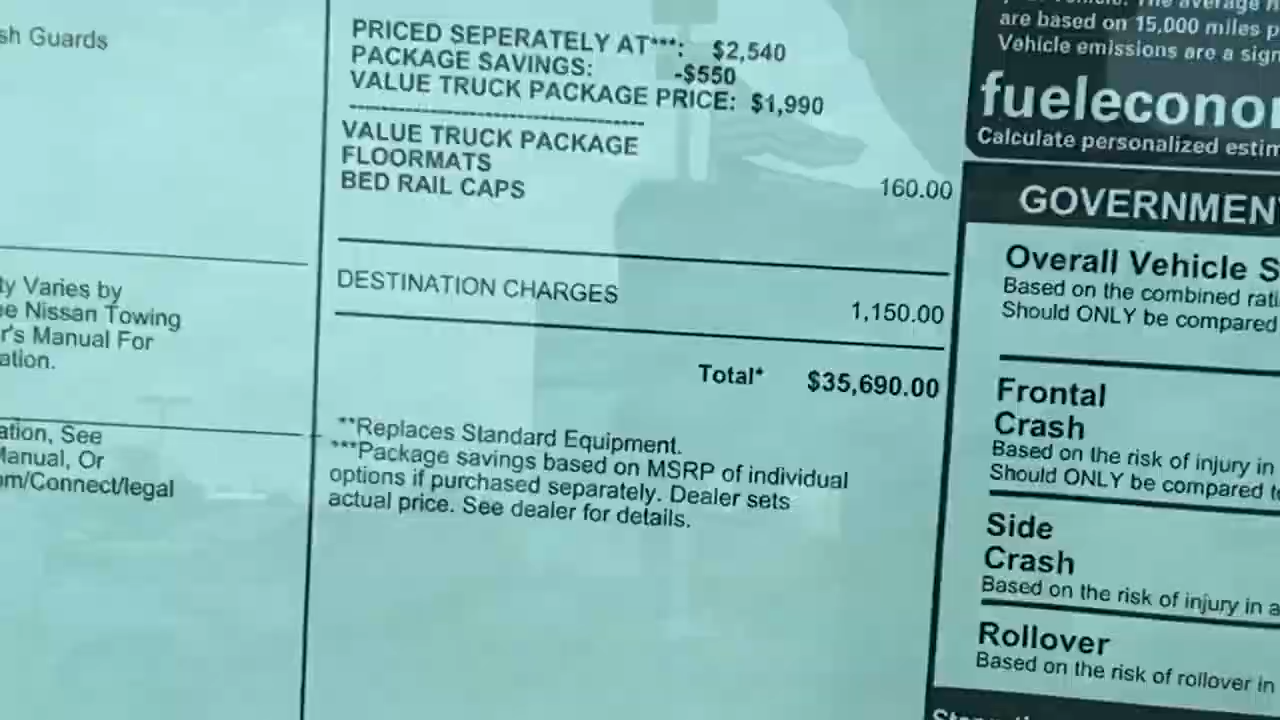 sh Guards
ty Varies by
Nissan Towing
r's Manual For
ation.
ation, See
Manual, Or
om/Connect/legal
PRICED SEPERATELY AT***: $2,540
PACKAGE SAVINGS: -$550
VALUE TRUCK PACKAGE PRICE: $1,990
VALUE TRUCK PACKAGE
FLOORMATS
BED RAIL CAPS 160.00
DESTINATION CHARGES 1,150.00
Total* $35,690.00
**Replaces Standard Equipment.
***Package savings based on MSRP of individual
options if purchased separately. Dealer sets
actual price. See dealer for details.
vehicle. The average n
are based on 15,000 miles p
Vehicle emissions are a sign
fueleconor
Calculate personalized estim
GOVERNMENT
Overall Vehicle S
Based on the combined rati
Should ONLY be compared
Frontal
Crash
Based on the risk of injury in
Should ONLY be compared to
Side
Crash
Based on the risk of injury in a
Rollover
Based on the risk of rollover in